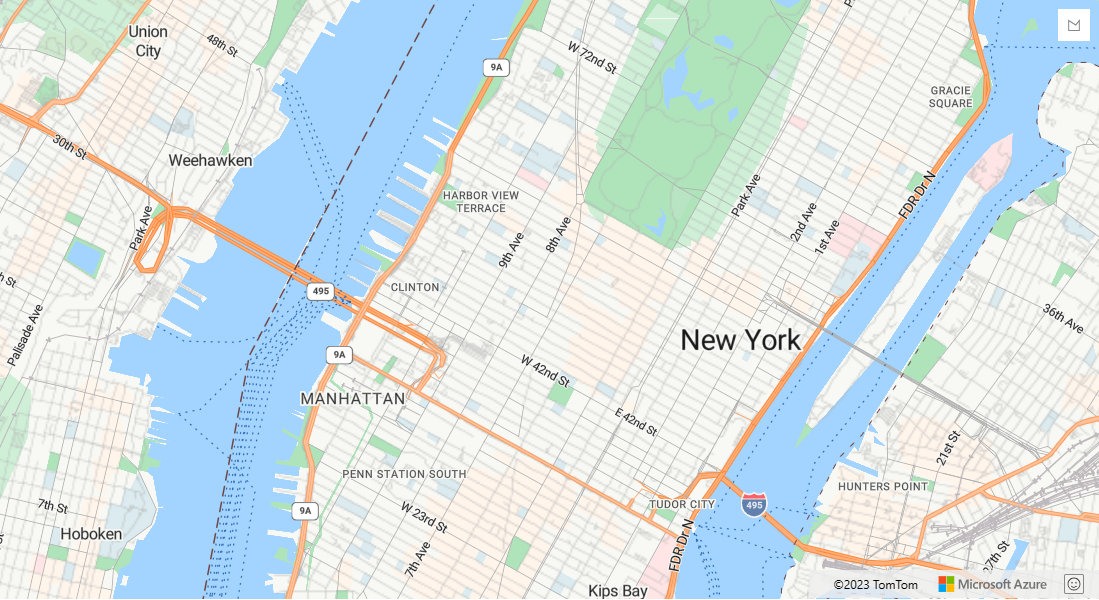 Union
City
48th St
9A
W 72nd St
Park Ave
GRACIE
SQUARE
30th St
Weehawken
HARBOR VIEW
TERRACE
Park Ave
FDR Dr N
2nd Ave
1st Ave
Park Ave
9th Ave
8th Ave
495
CLINTON
Palisade Ave
36th Ave
New York
9A
W 42nd St
MANHATTAN
E 42nd St
21st St
PENN STATION SOUTH
HUNTERS POINT
7th St
9A
W 23rd St
TUDOR CITY
495
Hoboken
7th Ave
FDR Dr N
27th St
Kips Bay
©2023 TomTom
Microsoft Azure